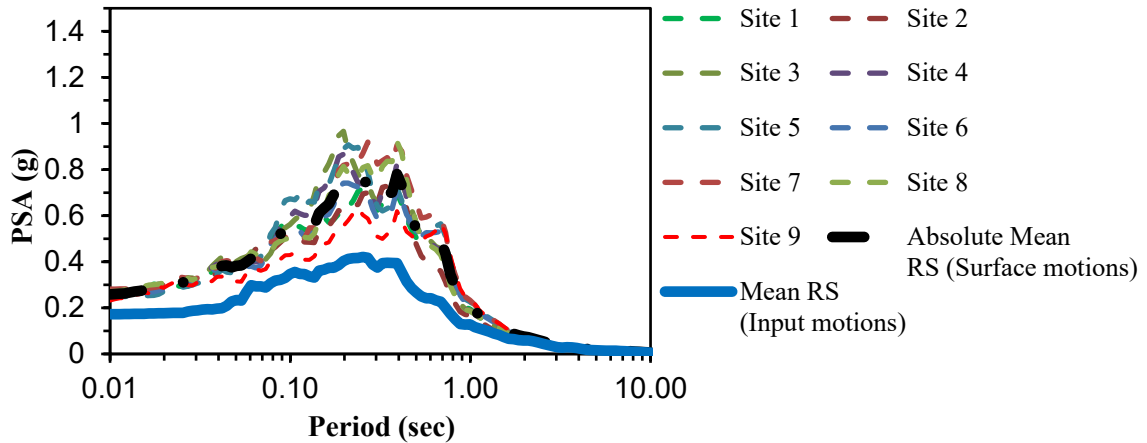 1.4
1.2
1
0.8
0.6
0.4
0.2
0
PSA (g)
0.01
0.10
1.00
10.00
Period (sec)
Site 1
Site 2
Site 3
Site 4
Site 5
Site 6
Site 7
Site 8
Site 9
Absolute Mean
RS (Surface motions)
Mean RS
(Input motions)